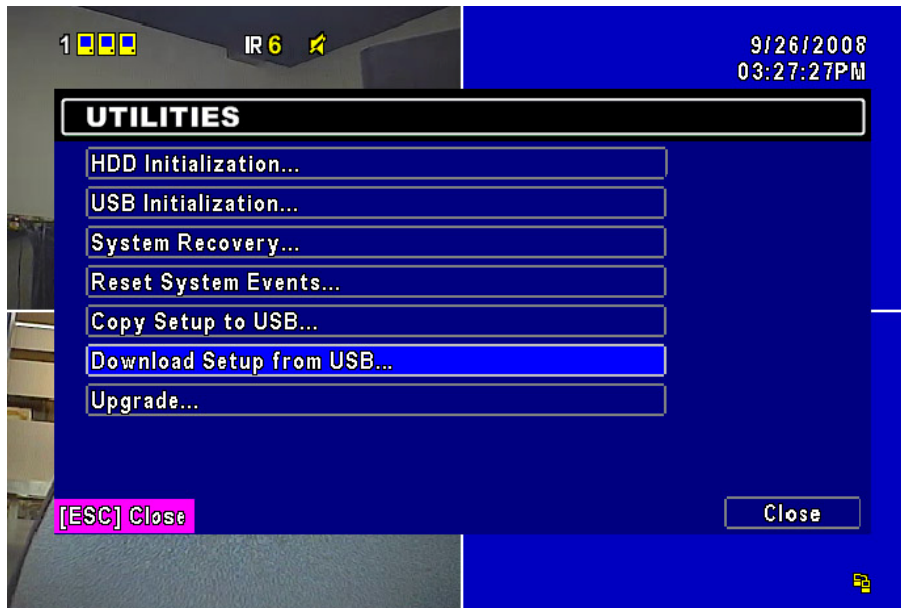 1 IR 6
9/26/2008
03:27:27PM
UTILITIES
HDD Initialization...
USB Initialization...
System Recovery...
Reset System Events...
Copy Setup to USB...
Download Setup from USB...
Upgrade...
[ESC] Close
Close